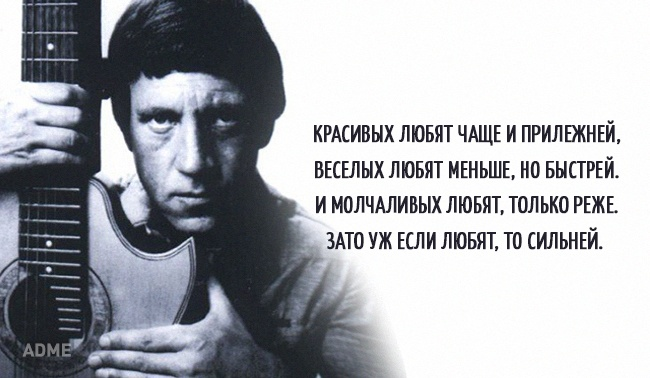 КРАСИВЫХ ЛЮБЯТ ЧАЩЕ И ПРИЛЕЖНЕЙ,
ВЕСЕЛЫХ ЛЮБЯТ МЕНЬШЕ, НО БЫСТРЕЙ.
И МОЛЧАЛИВЫХ ЛЮБЯТ, ТОЛЬКО РЕЖЕ.
ЗАТО УЖ ЕСЛИ ЛЮБЯТ, ТО СИЛЬНЕЙ.
ADME